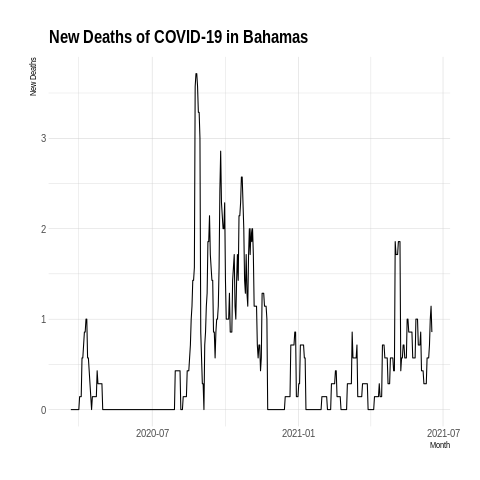 New Deaths of COVID-19 in Bahamas
New Deaths
3
2
1
0
2020-07
2021-01
2021-07
Month